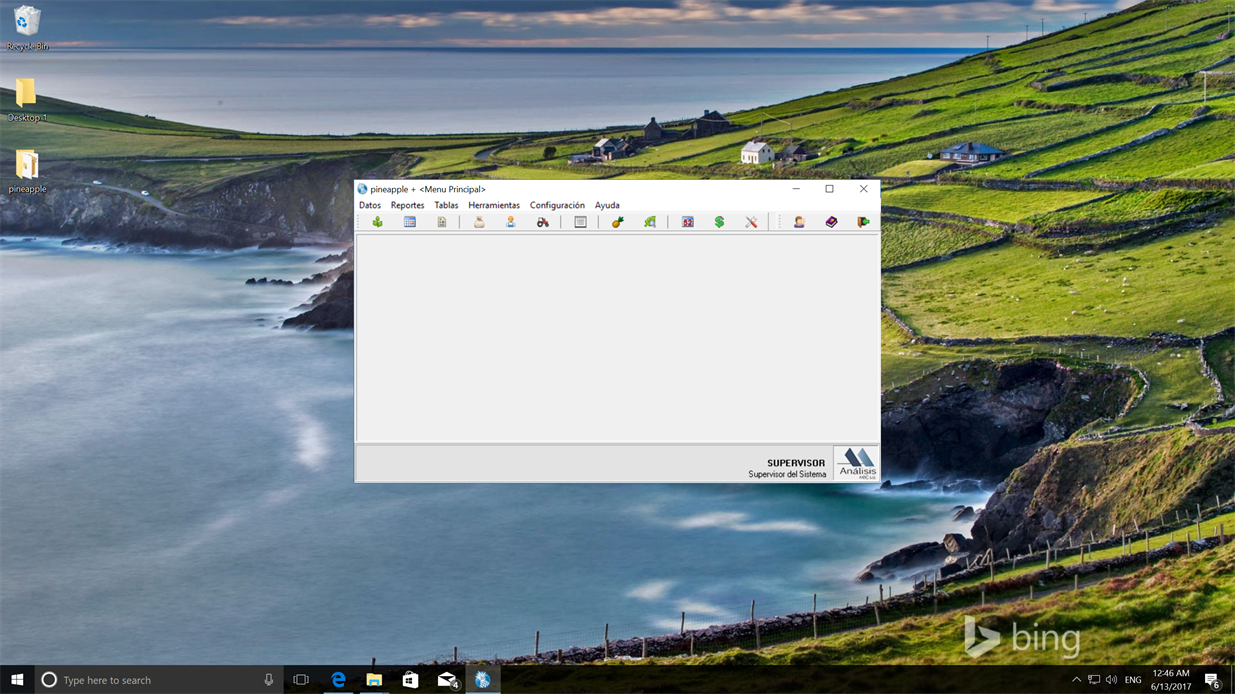 Recycle Bin
Desktop 1
pineapple
pineapple + <Menu Principal>
Datos Reportes Tablas Herramientas Configuración Ayuda
52
SUPERVISOR
Supervisor del Sistema
Análisis
bing
Type here to search
4
ENG
12:46 AM
6/13/2017
6